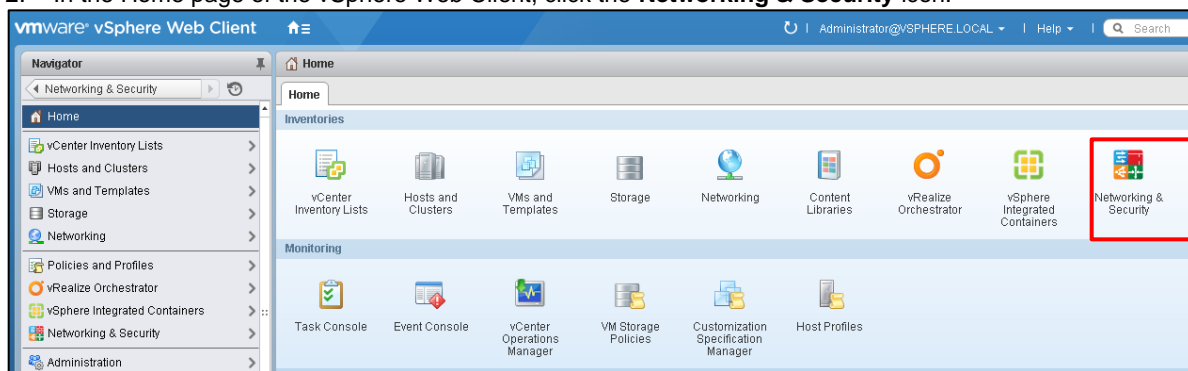 2. In the Home page of the vSphere Web Client, click the Networking & Security icon.
vmware® vSphere Web Client
Administrator@VSPHERE.LOCAL
Help
Search
Navigator
Home
Networking & Security
Home
Home
Inventories
vCenter Inventory Lists
Hosts and Clusters
VMs and Templates
Storage
Networking
Policies and Profiles
vRealize Orchestrator
vSphere Integrated Containers
Networking & Security
Administration
vCenter
Inventory Lists
Hosts and
Clusters
VMs and
Templates
Storage
Networking
Content
Libraries
vRealize
Orchestrator
vSphere
Integrated
Containers
Networking &
Security
Monitoring
Task Console
Event Console
vCenter
Operations
Manager
VM Storage
Policies
Customization
Specification
Manager
Host Profiles